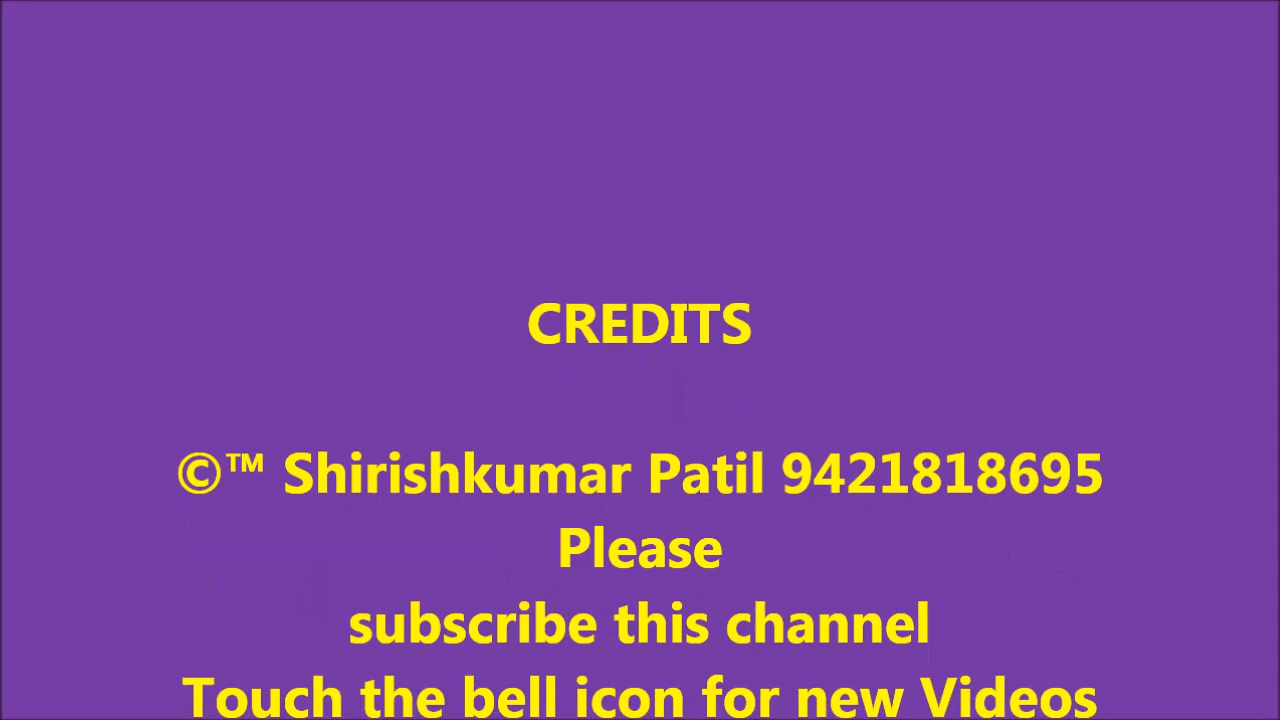 CREDITS
©™ Shirishkumar Patil 9421818695
Please
subscribe this channel
Touch the bell icon for new Videos